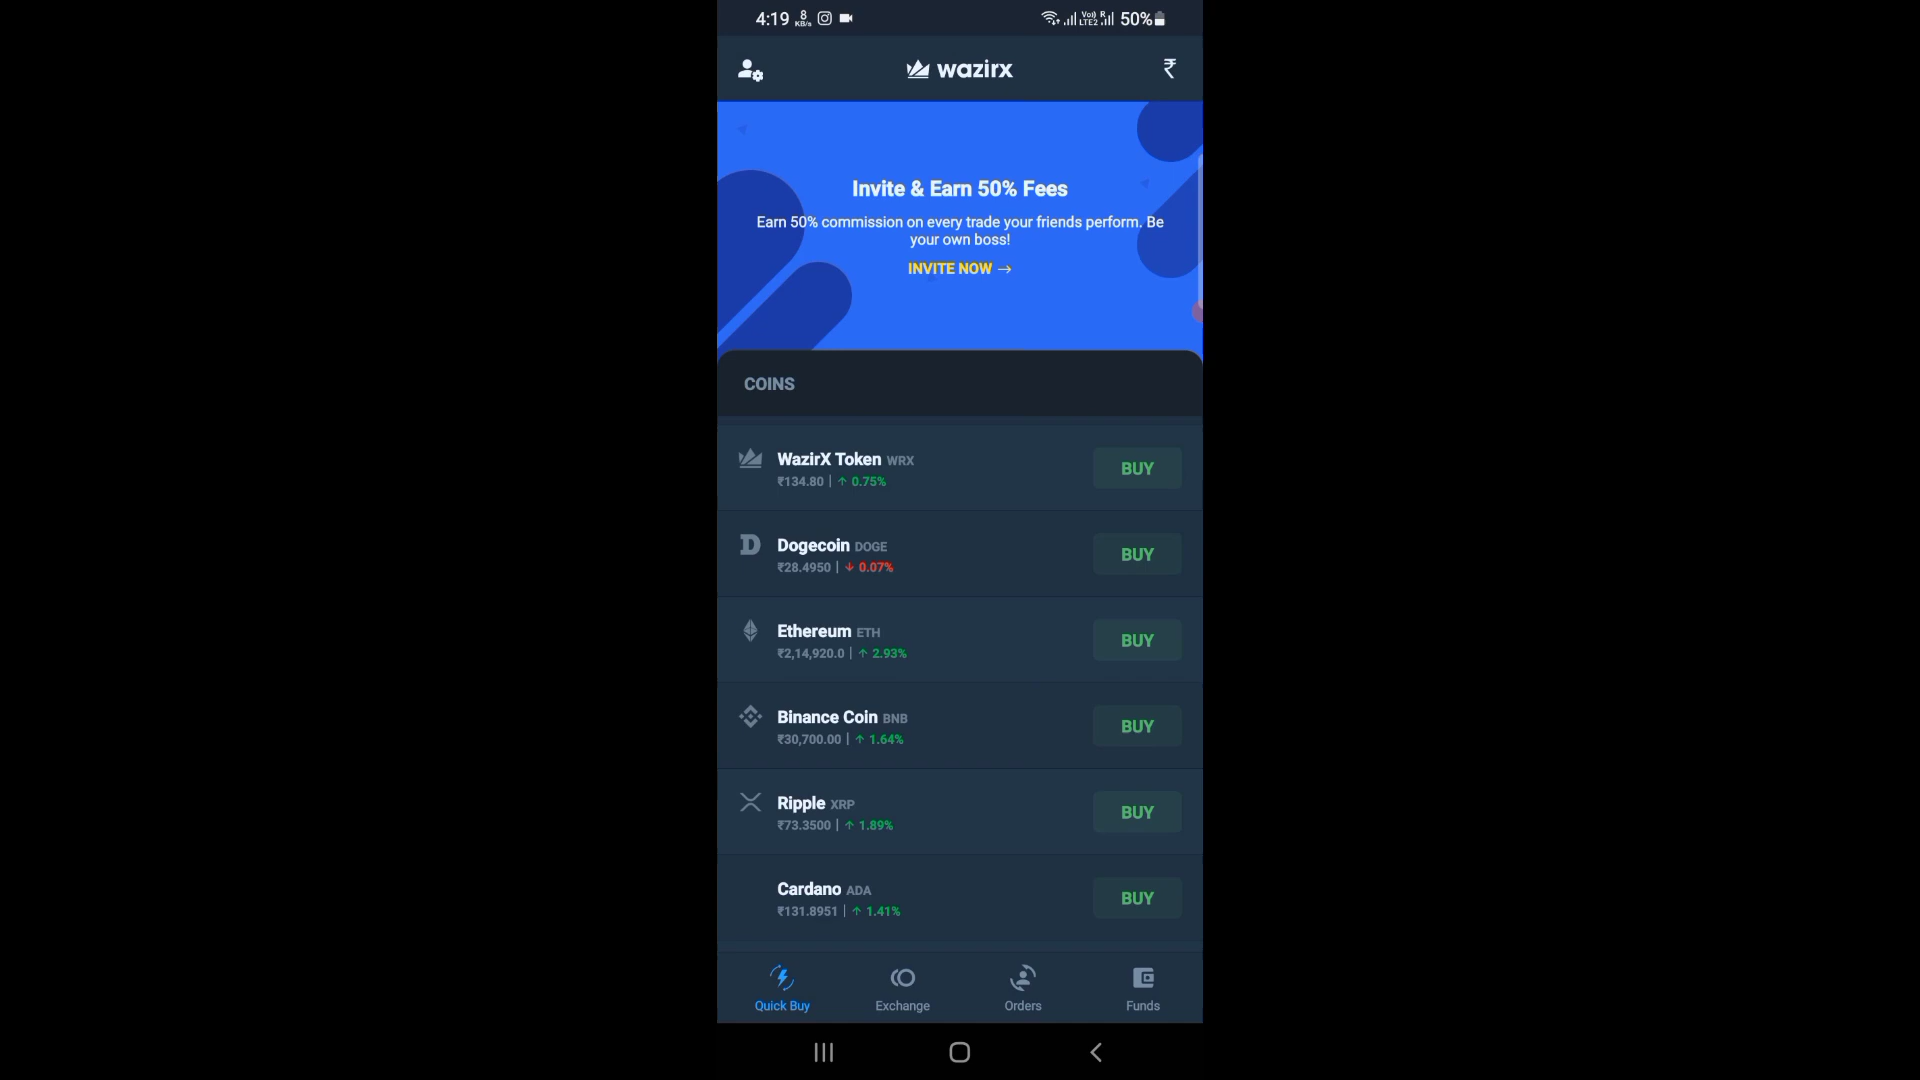 4:19 8 KB/s Vo) R LTE2 50%
wazirx ₹
Invite & Earn 50% Fees
Earn 50% commission on every trade your friends perform. Be
your own boss!
INVITE NOW →
COINS
WazirX Token WRX
₹134.80 | ↑ 0.75%
BUY
Dogecoin DOGE
₹28.4950 | ↓ 0.07%
BUY
Ethereum ETH
₹2,14,920.0 | ↑ 2.93%
BUY
Binance Coin BNB
₹30,700.00 | ↑ 1.64%
BUY
Ripple XRP
₹73.3500 | ↑ 1.89%
BUY
Cardano ADA
₹131.8951 | ↑ 1.41%
BUY
Quick Buy Exchange Orders Funds